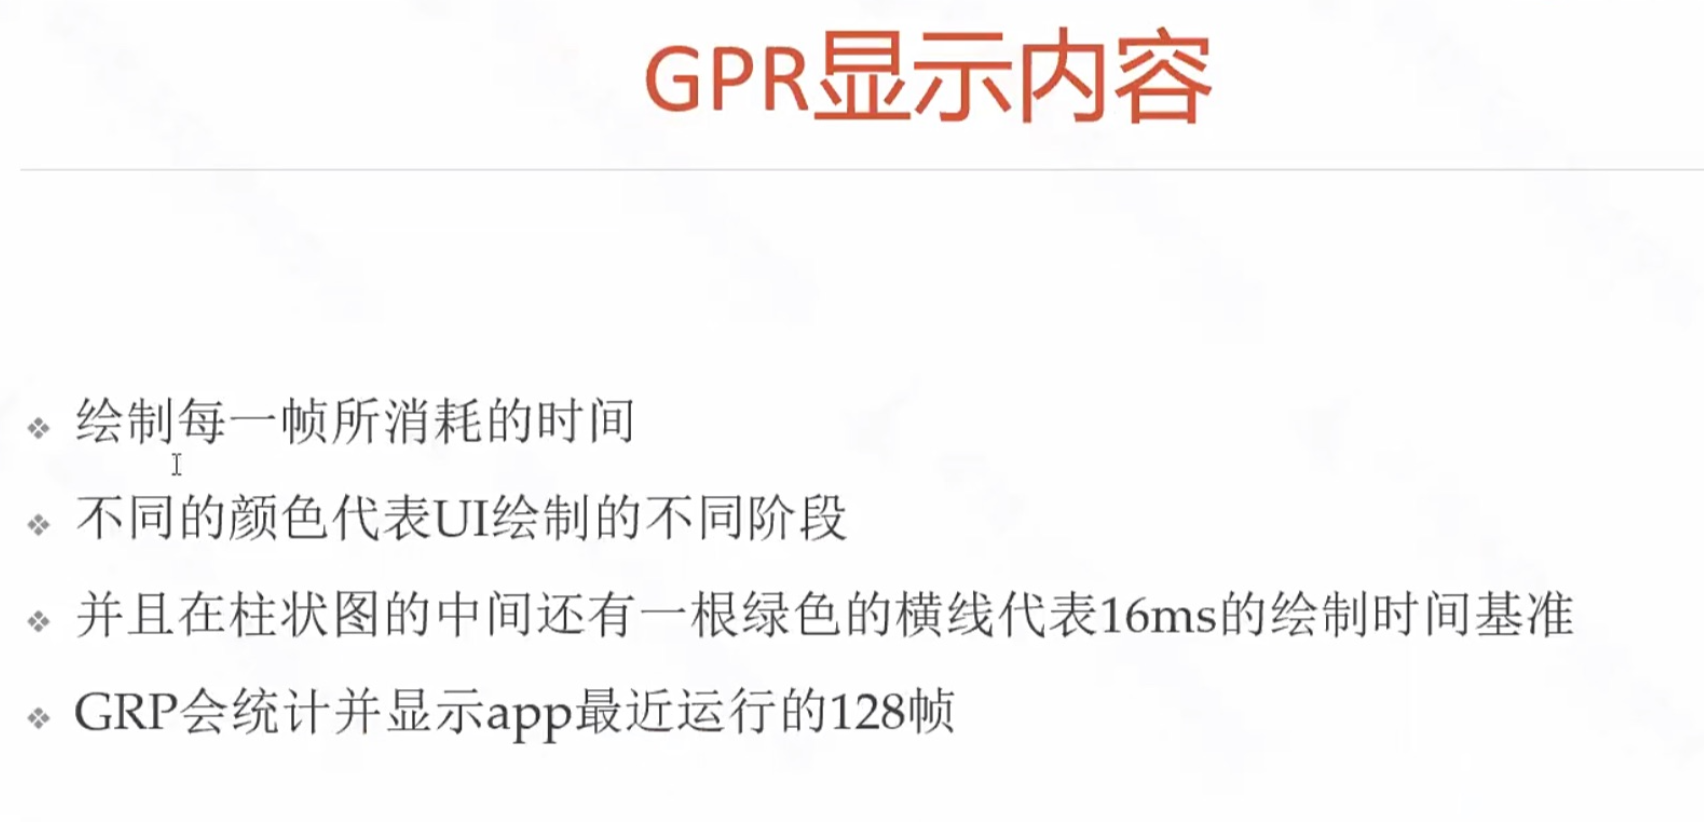 GPR显示内容
绘制每一帧所消耗的时间
不同的颜色代表UI绘制的不同阶段
并且在柱状图的中间还有一根绿色的横线代表16ms的绘制时间基准
GRP会统计并显示app最近运行的128帧